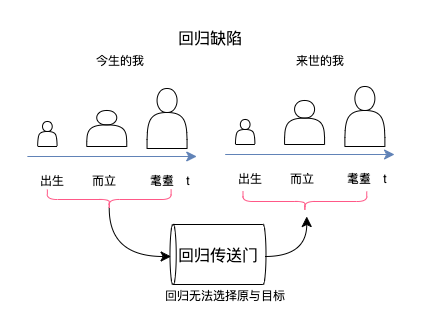 回归缺陷
今生的我
来世的我
出生 而立 耄耋 t
出生 而立 耄耋 t
回归传送门
回归无法选择原与目标